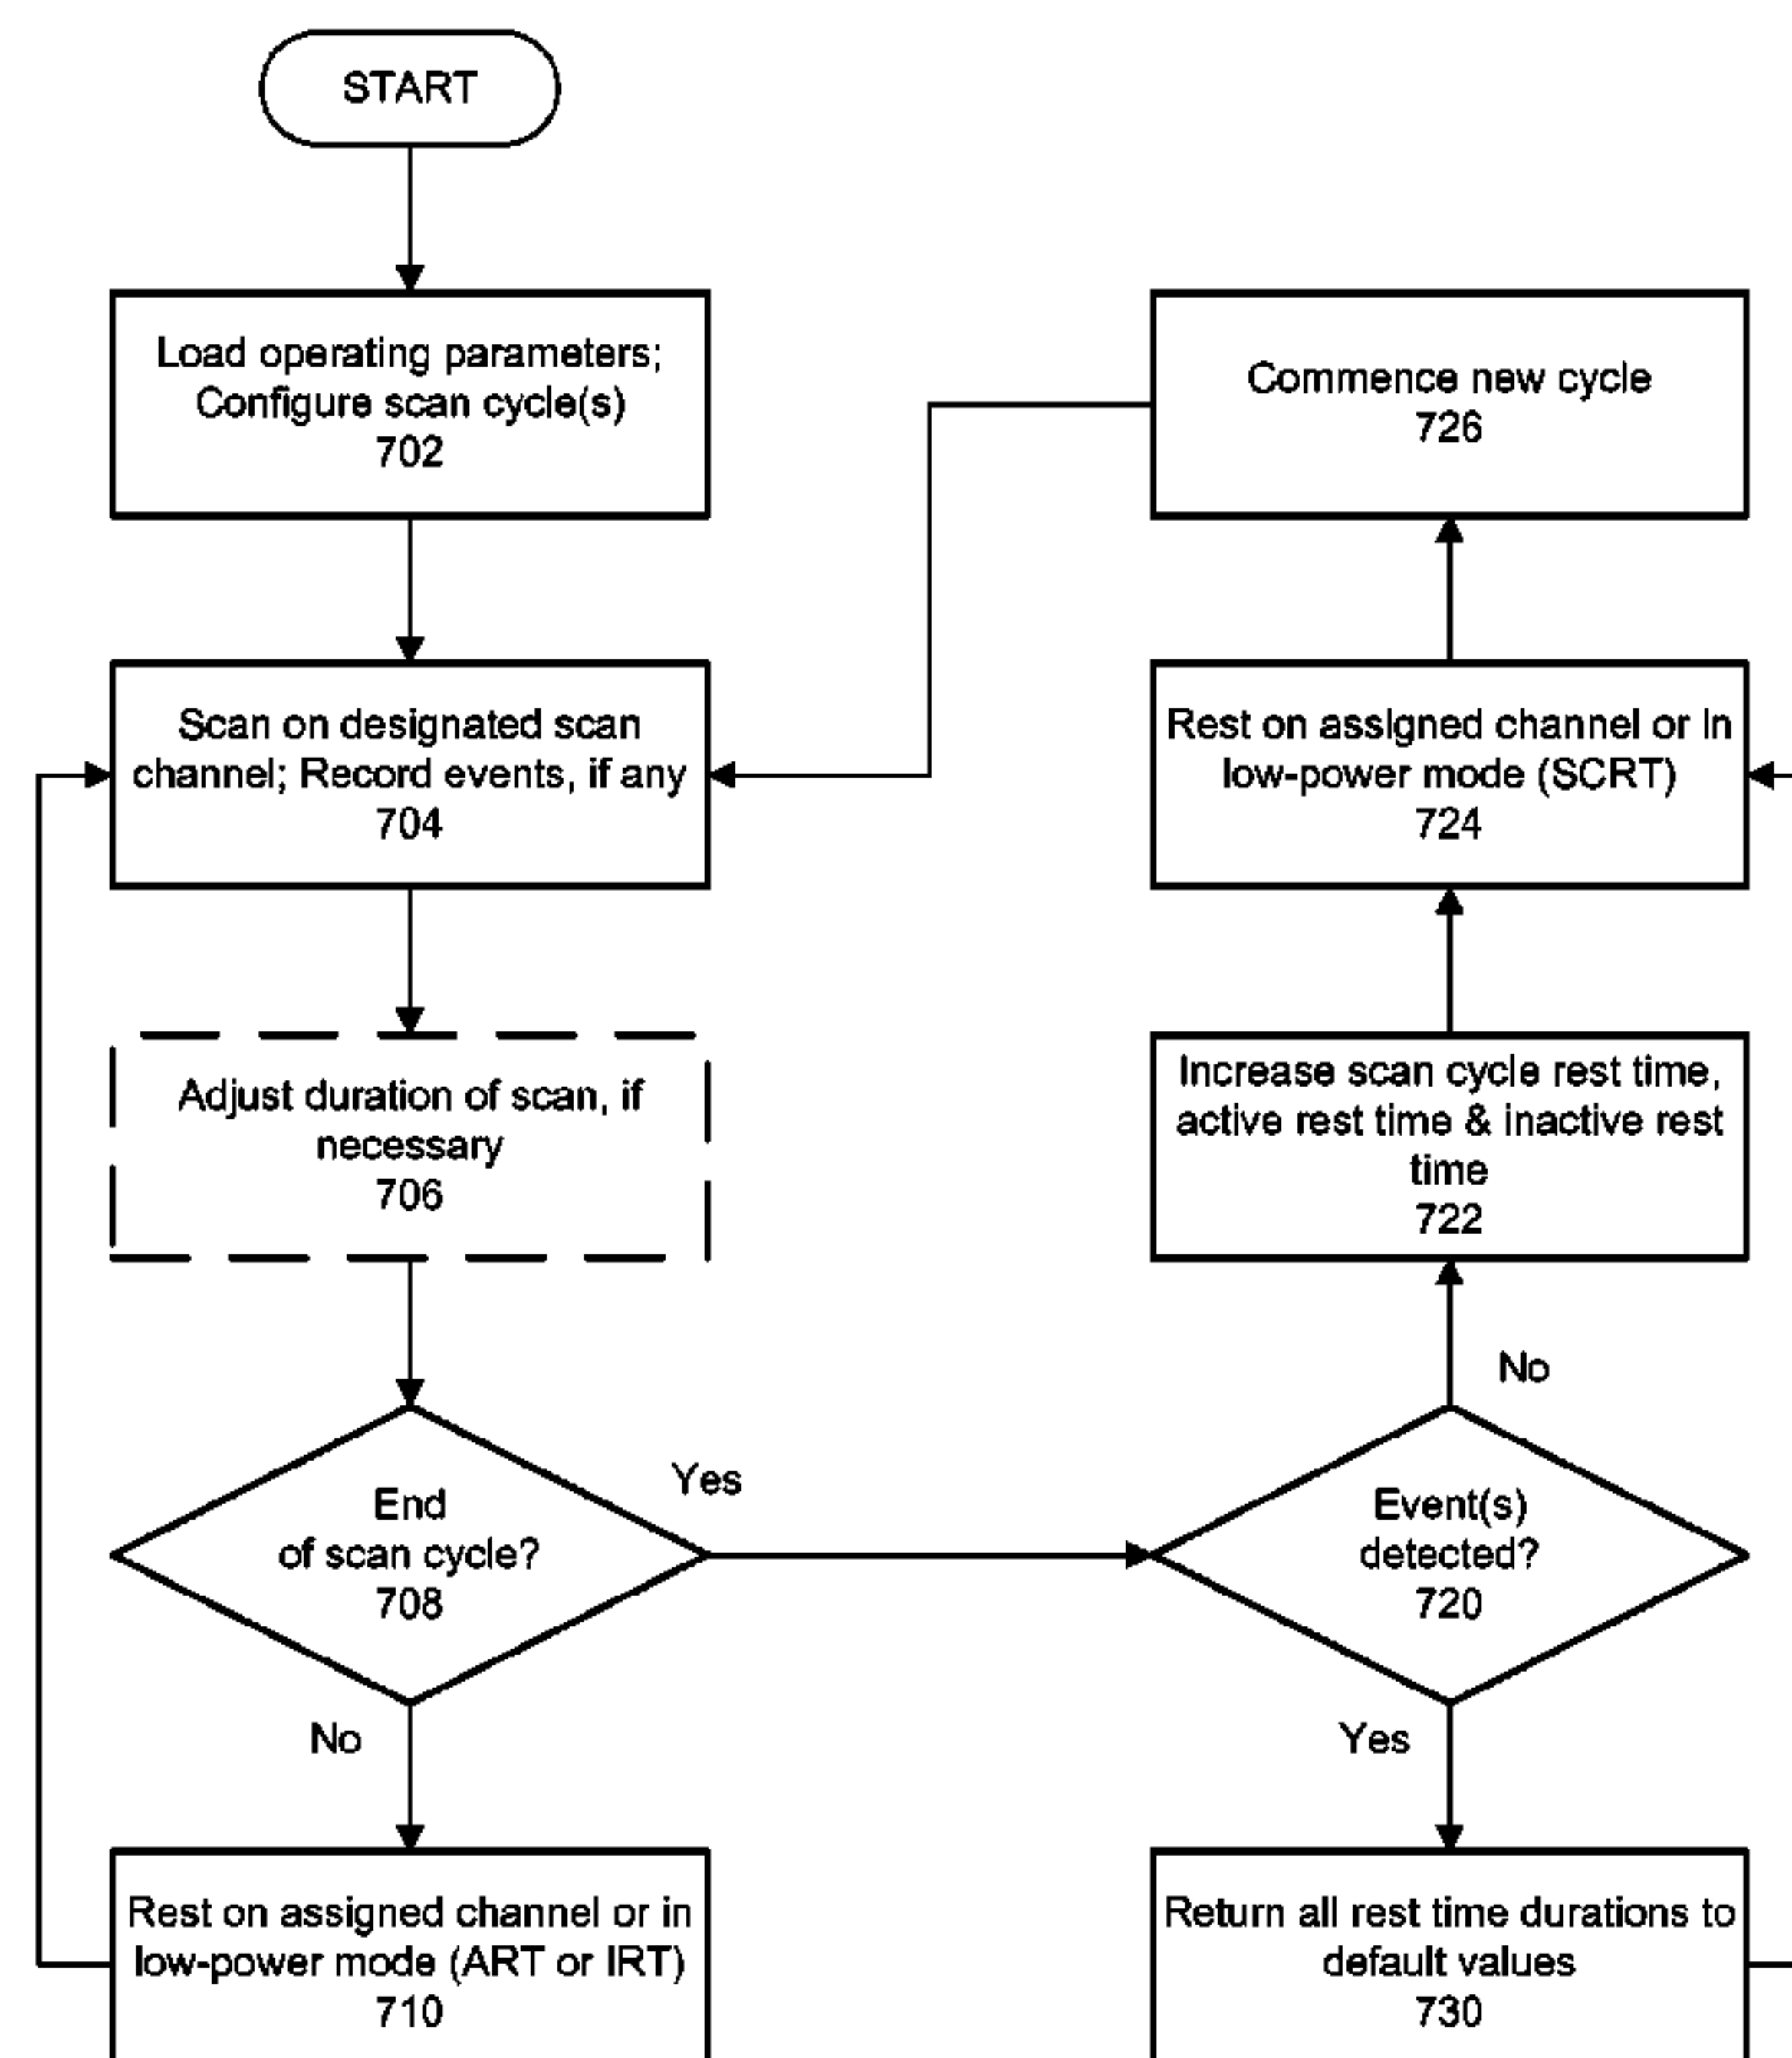 START
Load operating parameters;
Configure scan cycle(s)
702
Scan on designated scan
channel; Record events, if any
704
Adjust duration of scan, if
necessary
706
End
of scan cycle?
708
Yes
No
Rest on assigned channel or in
low-power mode (ART or IRT)
710
Commence new cycle
726
Rest on assigned channel or in
low-power mode (SCRT)
724
Increase scan cycle rest time,
active rest time & inactive rest
time
722
No
Event(s)
detected?
720
Yes
Return all rest time durations to
default values
730